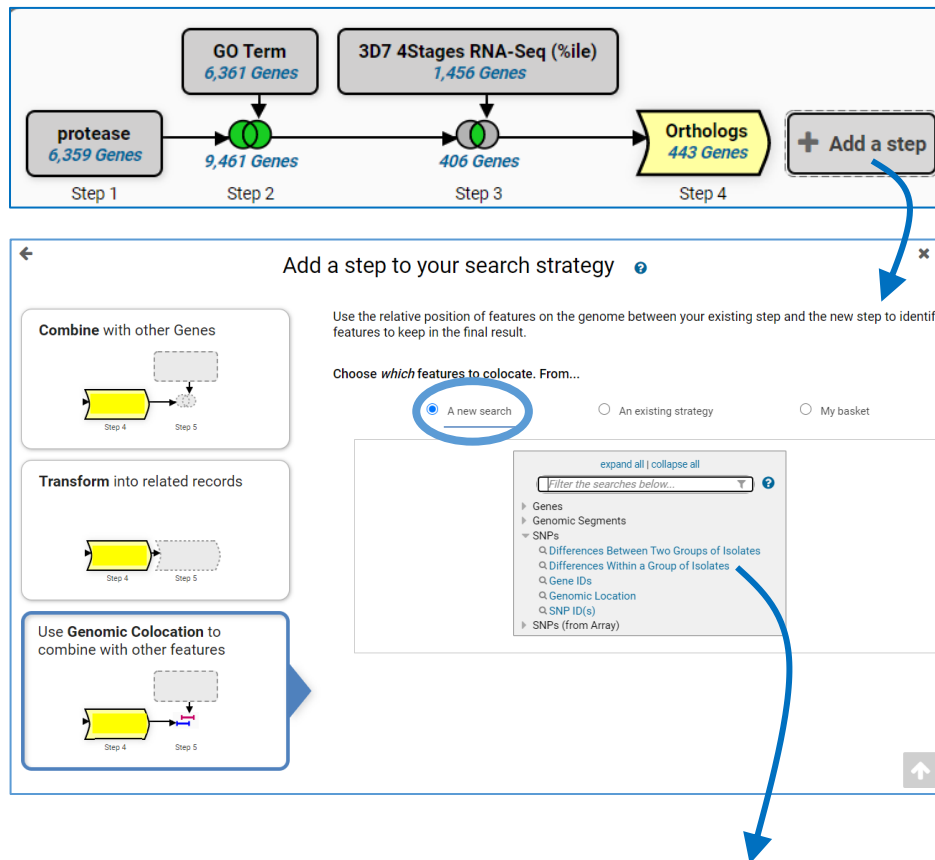 GO Term
6,361 Genes
3D7 4Stages RNA-Seq (%ile)
1,456 Genes
protease
6,359 Genes
9,461 Genes
406 Genes
Orthologs
443 Genes
+ Add a step
Step 1
Step 2
Step 3
Step 4
Add a step to your search strategy
Combine with other Genes
Step 4
Step 5
Transform into related records
Step 4
Step 5
Use Genomic Colocation to
combine with other features
Step 4
Step 5
Use the relative position of features on the genome between your existing step and the new step to identif
features to keep in the final result.
Choose which features to colocate. From...
A new search
An existing strategy
My basket
expand all | collapse all
Filter the searches below...
Genes
Genomic Segments
SNPs
Differences Between Two Groups of Isolates
Differences Within a Group of Isolates
Gene IDs
Genomic Location
SNP ID(s)
SNPs (from Array)